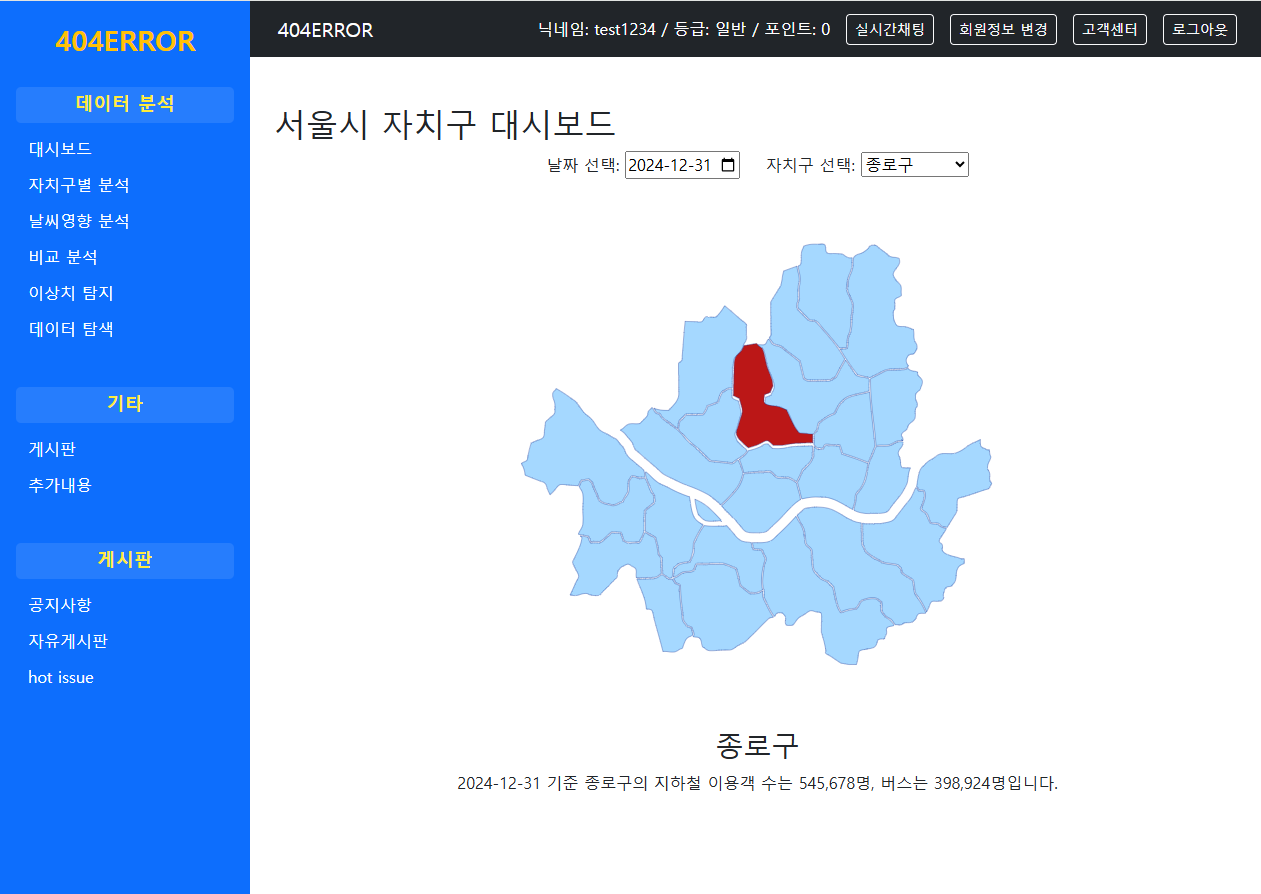 404ERROR
데이터 분석
대시보드
자치구별 분석
날씨영향 분석
비교 분석
이상치 탐지
데이터 탐색
기타
게시판
추가내용
게시판
공지사항
자유게시판
hot issue
404ERROR
닉네임: test1234 / 등급: 일반 / 포인트: 0
실시간채팅
회원정보 변경
고객센터
로그아웃
서울시 자치구 대시보드
날짜 선택: 2024-12-31 자치구 선택: 종로구
종로구
2024-12-31 기준 종로구의 지하철 이용객 수는 545,678명, 버스는 398,924명입니다.